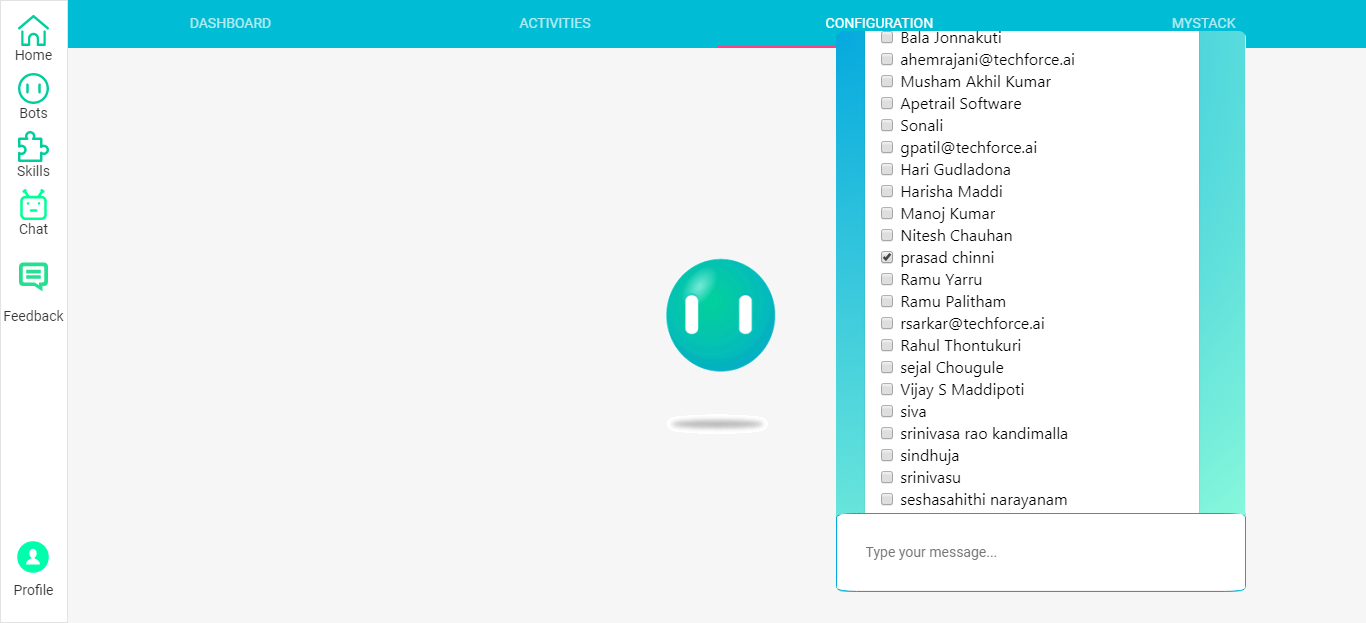 DASHBOARD
ACTIVITIES
CONFIGURATION
MYSTACK
Home
Bots
Skills
Chat
Feedback
Profile
Bala Jonnakuti
ahemrajani@techforce.ai
Musham Akhil Kumar
Apetrail Software
Sonali
gpatil@techforce.ai
Hari Gudladona
Harisha Maddi
Manoj Kumar
Nitesh Chauhan
prasad chinni
Ramu Yarru
Ramu Palitham
rsarkar@techforce.ai
Rahul Thontukuri
sejal Chougule
Vijay S Maddipoti
siva
srinivasa rao kandimalla
sindhuja
srinivasu
seshasahithi narayanam
Type your message...